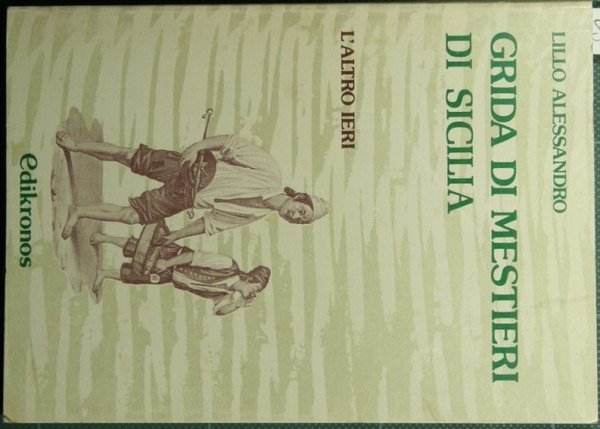 LILLO ALESSANDRO
GRIDA DI MESTIERI
DI SICILIA
L'ALTRO IERI
edikronos